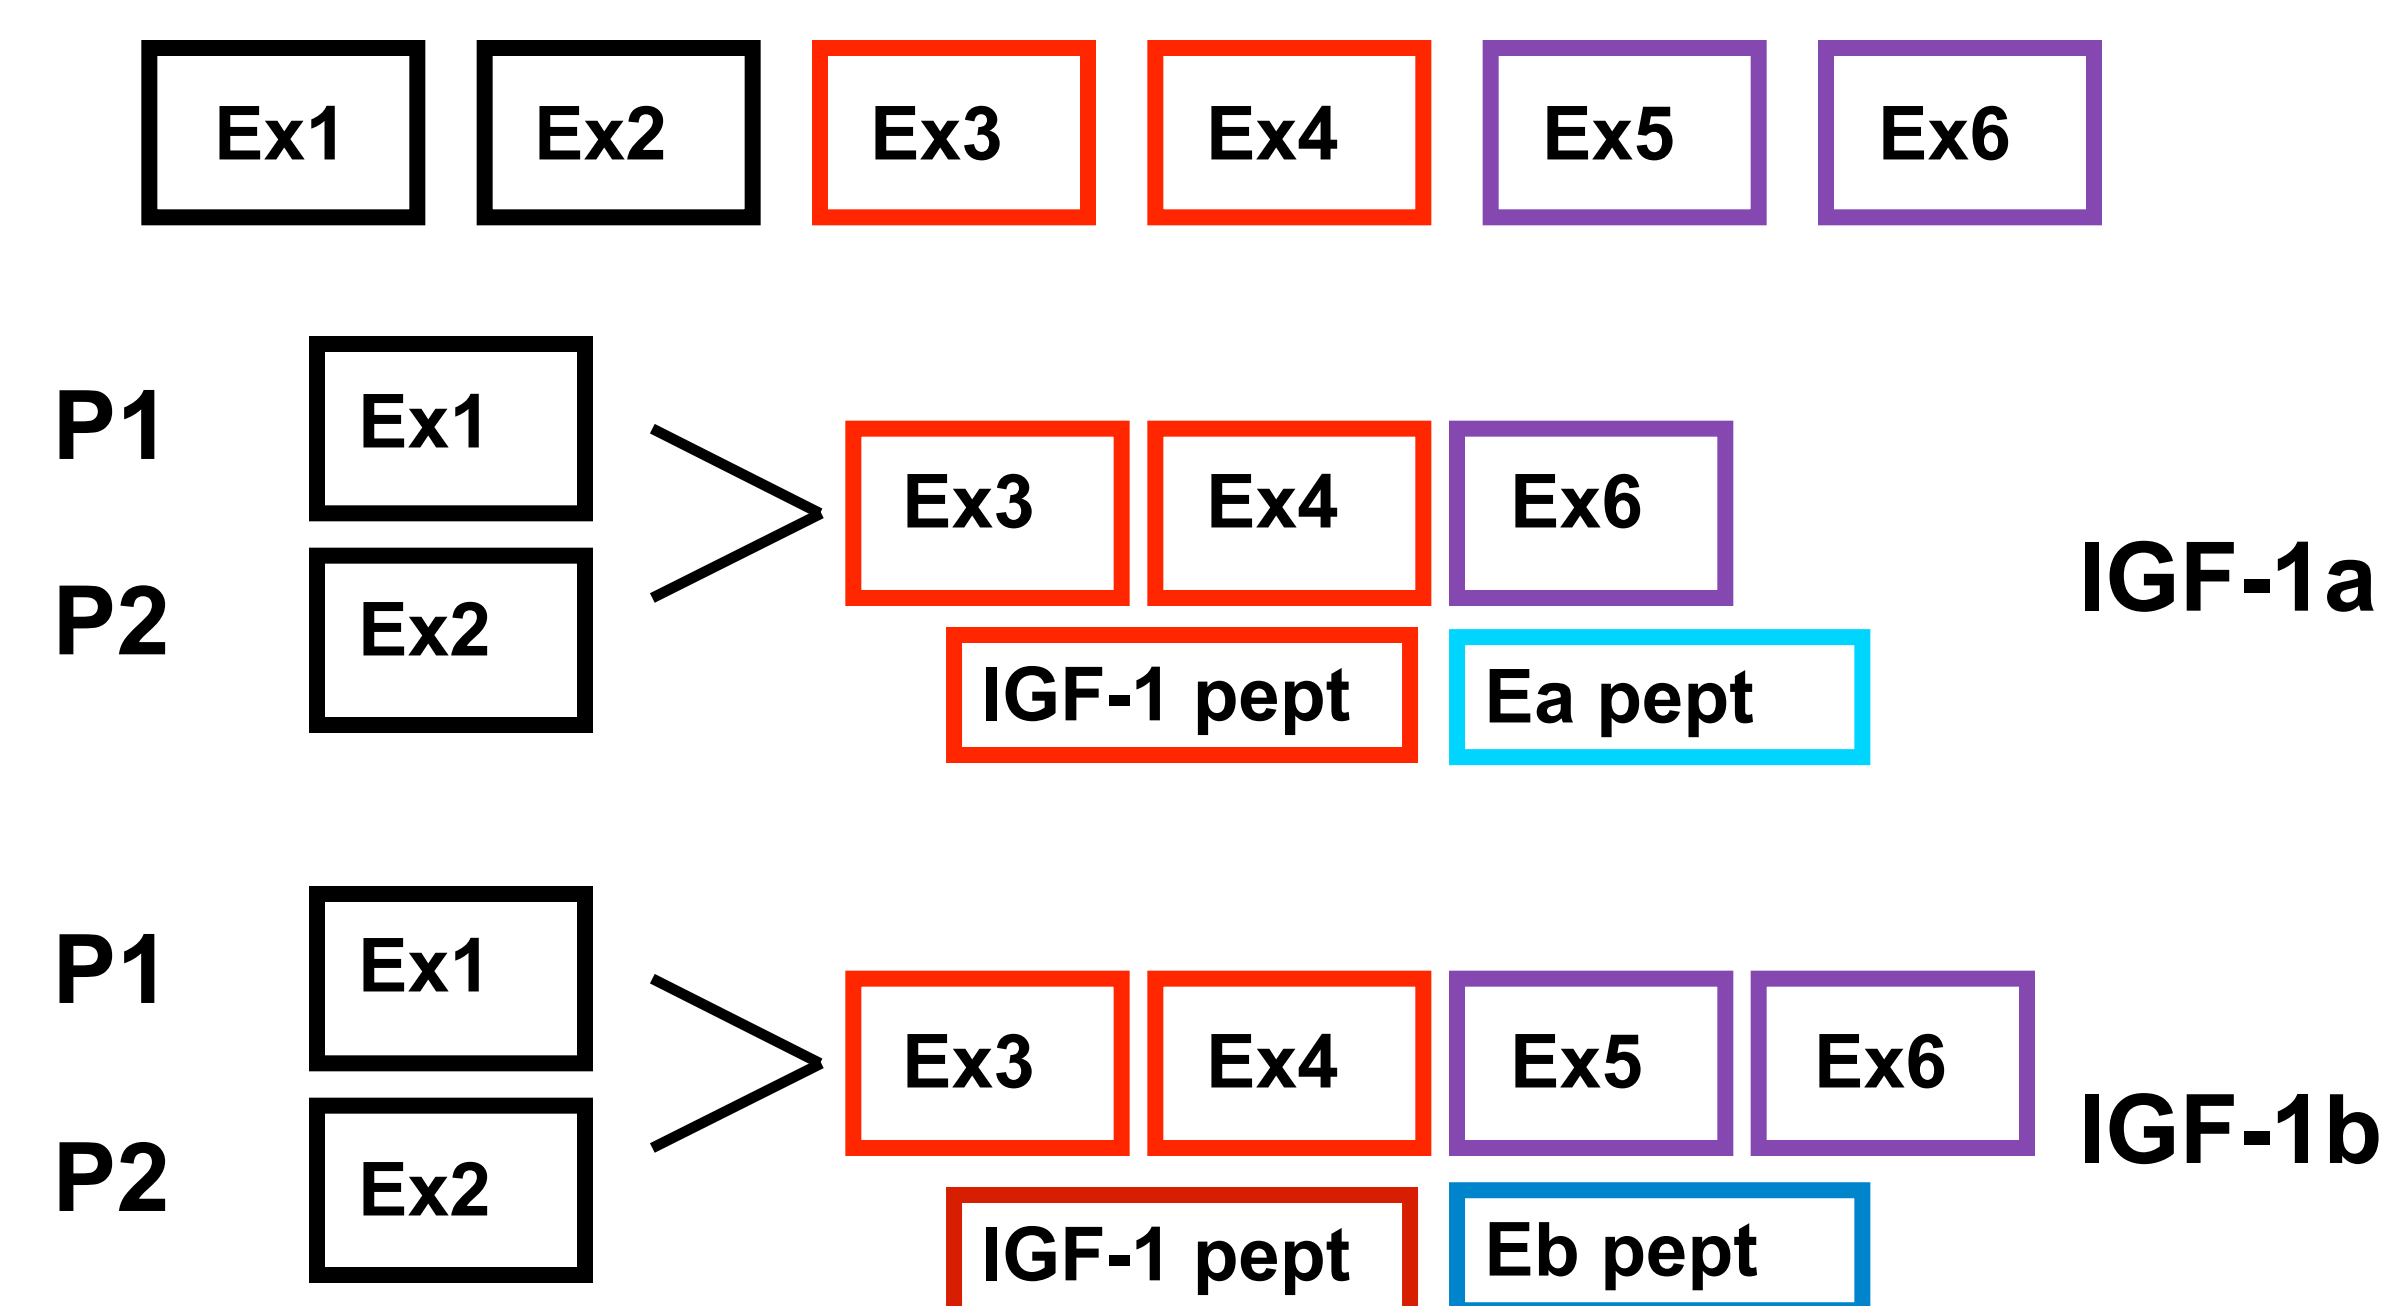 Ex1 Ex2 Ex3 Ex4 Ex5 Ex6
P1 Ex1
Ex3 Ex4 Ex6
P2 Ex2
IGF-1a
IGF-1 pept Ea pept
P1 Ex1
Ex3 Ex4 Ex5 Ex6
P2 Ex2
IGF-1b
IGF-1 pept Eb pept